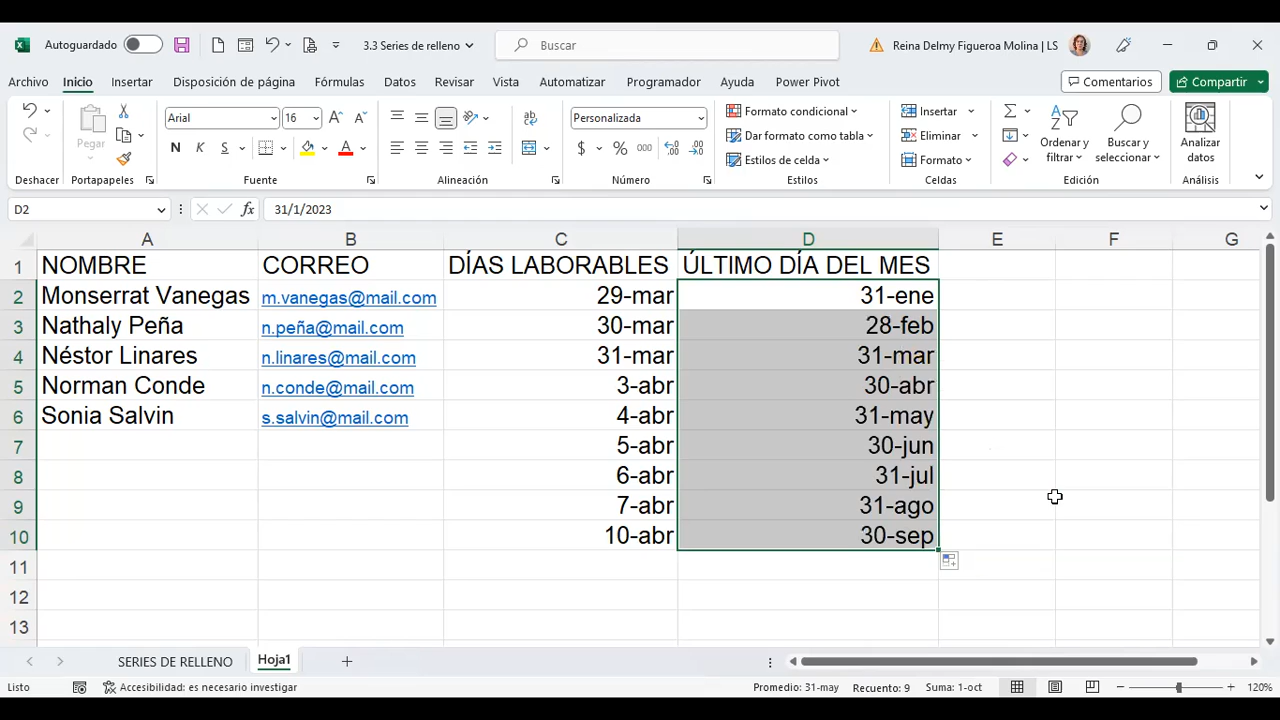 Autoguardado 3.3 Series de relleno Buscar Reina Delmy Figueroa Molina | LS
Archivo Inicio Insertar Disposición de página Fórmulas Datos Revisar Vista Automatizar Programador Ayuda Power Pivot Comentarios Compartir
Pegar Arial 16 Personalizada Formato condicional Insertar Ordenar y filtrar Buscar y seleccionar Analizar datos
N K S $ % 000 Dar formato como tabla Eliminar
Estilos de celda Formato
Deshacer Portapapeles Fuente Alineación Número Estilos Celdas Edición Análisis
D2 fx 31/1/2023
A B C D E F G
1 NOMBRE CORREO DÍAS LABORABLES ÚLTIMO DÍA DEL MES
2 Monserrat Vanegas m.vanegas@mail.com 29-mar 31-ene
3 Nathaly Peña n.peña@mail.com 30-mar 28-feb
4 Néstor Linares n.linares@mail.com 31-mar 31-mar
5 Norman Conde n.conde@mail.com 3-abr 30-abr
6 Sonia Salvin s.salvin@mail.com 4-abr 31-may
7 5-abr 30-jun
8 6-abr 31-jul
9 7-abr 31-ago
10 10-abr 30-sep
11
12
13
SERIES DE RELLENO Hoja1
Listo Accesibilidad: es necesario investigar Promedio: 31-may Recuento: 9 Suma: 1-oct 120%